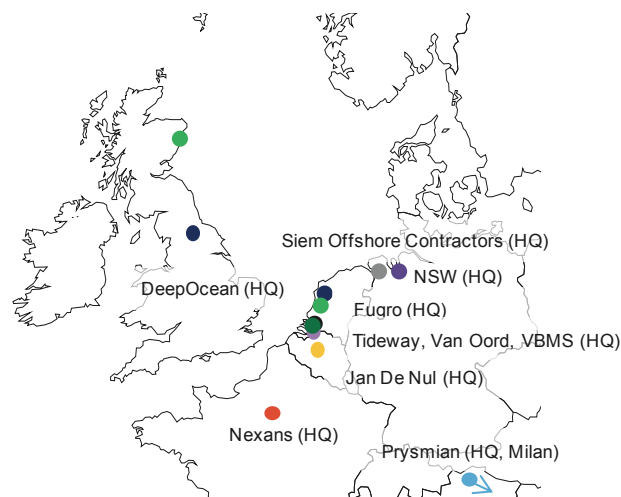 Siem Offshore Contractors (HQ)
NSW (HQ)
DeepOcean (HQ)
Fugro (HQ)
Tideway, Van Oord, VBMS (HQ)
Jan De Nul (HQ)
Nexans (HQ)
Prysmian (HQ, Milan)